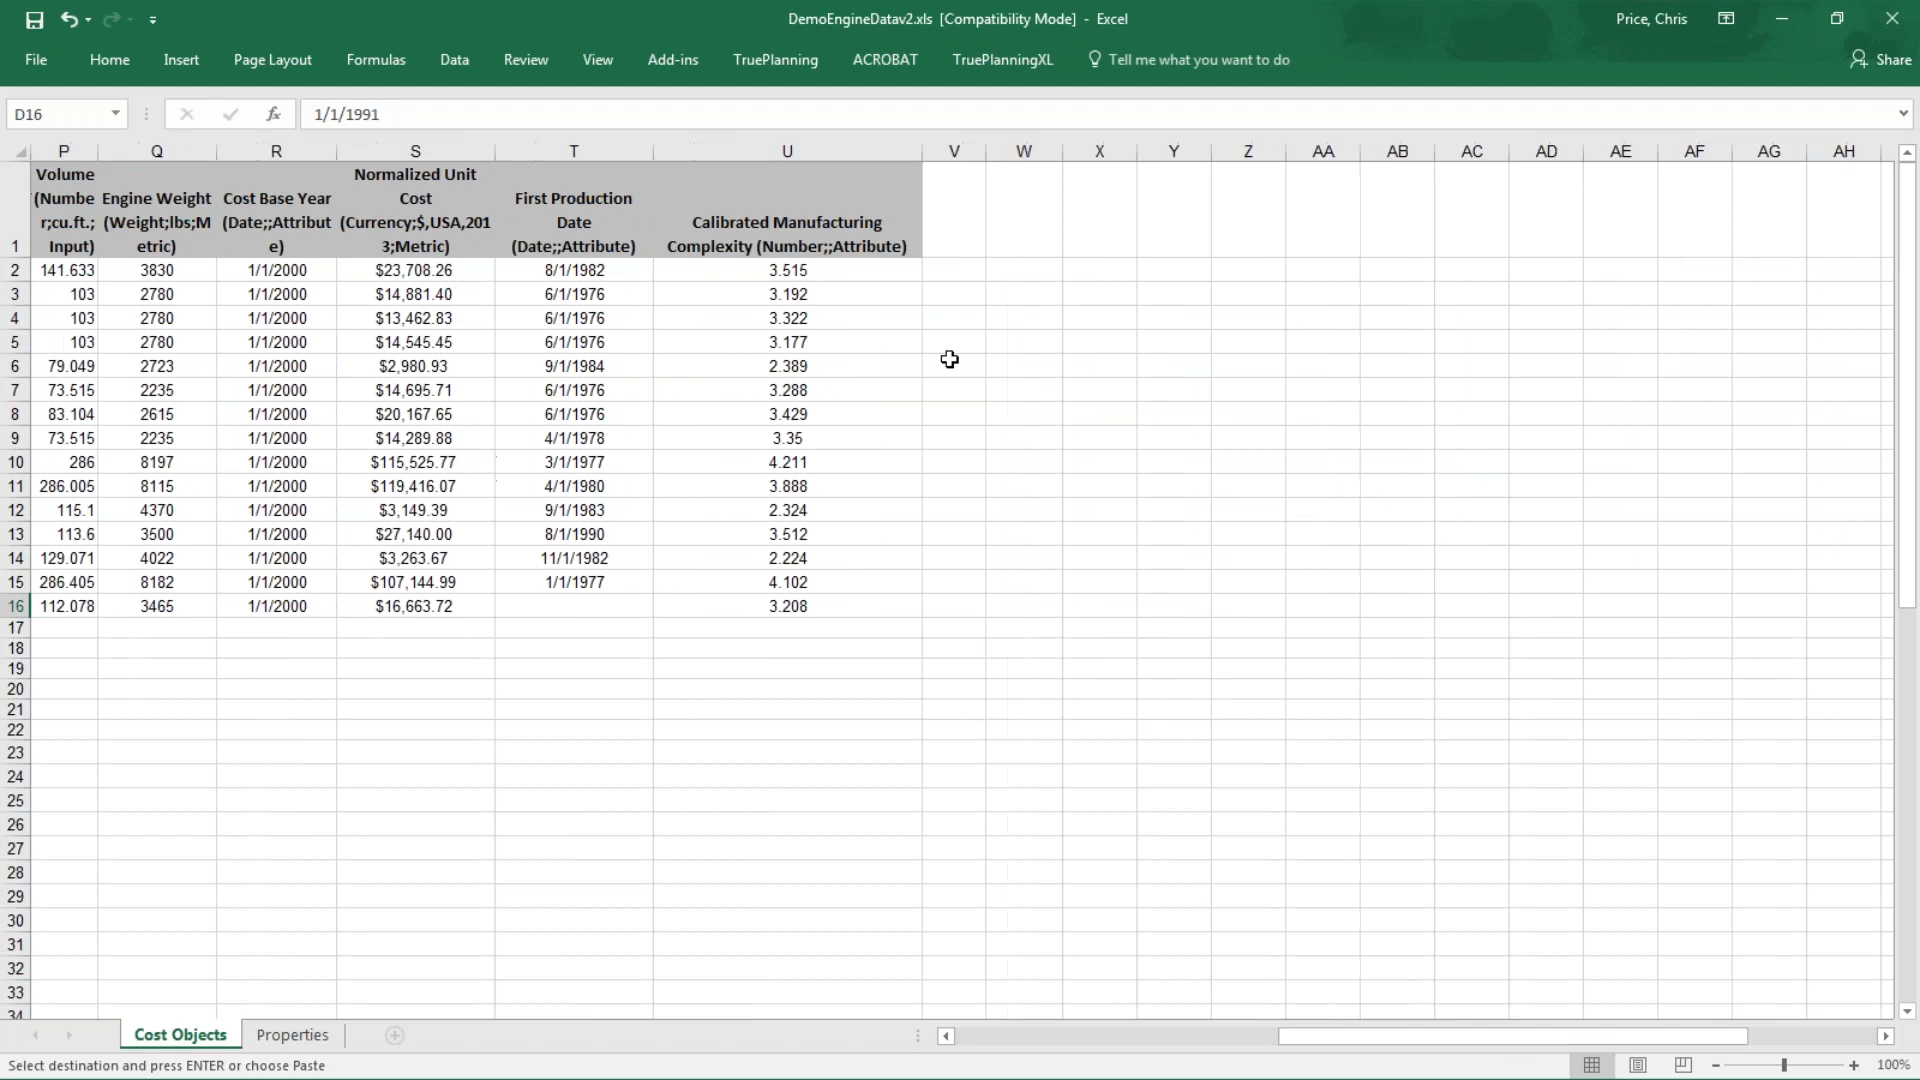 DemoEngineDatav2.xls [Compatibility Mode] - Excel
Price, Chris
File Home Insert Page Layout Formulas Data Review View Add-ins TruePlanning ACROBAT TruePlanningXL Tell me what you want to do Share
D16 fx 1/1/1991
P Q R S T U V W X Y Z AA AB AC AD AE AF AG AH
Volume Normalized Unit
(Numbe Engine Weight Cost Base Year Cost First Production
r;cu.ft.; (Weight;lbs;M (Date;;Attribut (Currency;$,USA,201 Date Calibrated Manufacturing
1 Input) etric) e) 3;Metric) (Date;;Attribute) Complexity (Number;;Attribute)
2 141.633 3830 1/1/2000 $23,708.26 8/1/1982 3.515
3 103 2780 1/1/2000 $14,881.40 6/1/1976 3.192
4 103 2780 1/1/2000 $13,462.83 6/1/1976 3.322
5 103 2780 1/1/2000 $14,545.45 6/1/1976 3.177
6 79.049 2723 1/1/2000 $2,980.93 9/1/1984 2.389
7 73.515 2235 1/1/2000 $14,695.71 6/1/1976 3.288
8 83.104 2615 1/1/2000 $20,167.65 6/1/1976 3.429
9 73.515 2235 1/1/2000 $14,289.88 4/1/1978 3.35
10 286 8197 1/1/2000 $115,525.77 3/1/1977 4.211
11 286.005 8115 1/1/2000 $119,416.07 4/1/1980 3.888
12 115.1 4370 1/1/2000 $3,149.39 9/1/1983 2.324
13 113.6 3500 1/1/2000 $27,140.00 8/1/1990 3.512
14 129.071 4022 1/1/2000 $3,263.67 11/1/1982 2.224
15 286.405 8182 1/1/2000 $107,144.99 1/1/1977 4.102
16 112.078 3465 1/1/2000 $16,663.72 3.208
17
18
19
20
21
22
23
24
25
26
27
28
29
30
31
32
33
34
Cost Objects Properties
Select destination and press ENTER or choose Paste 100%